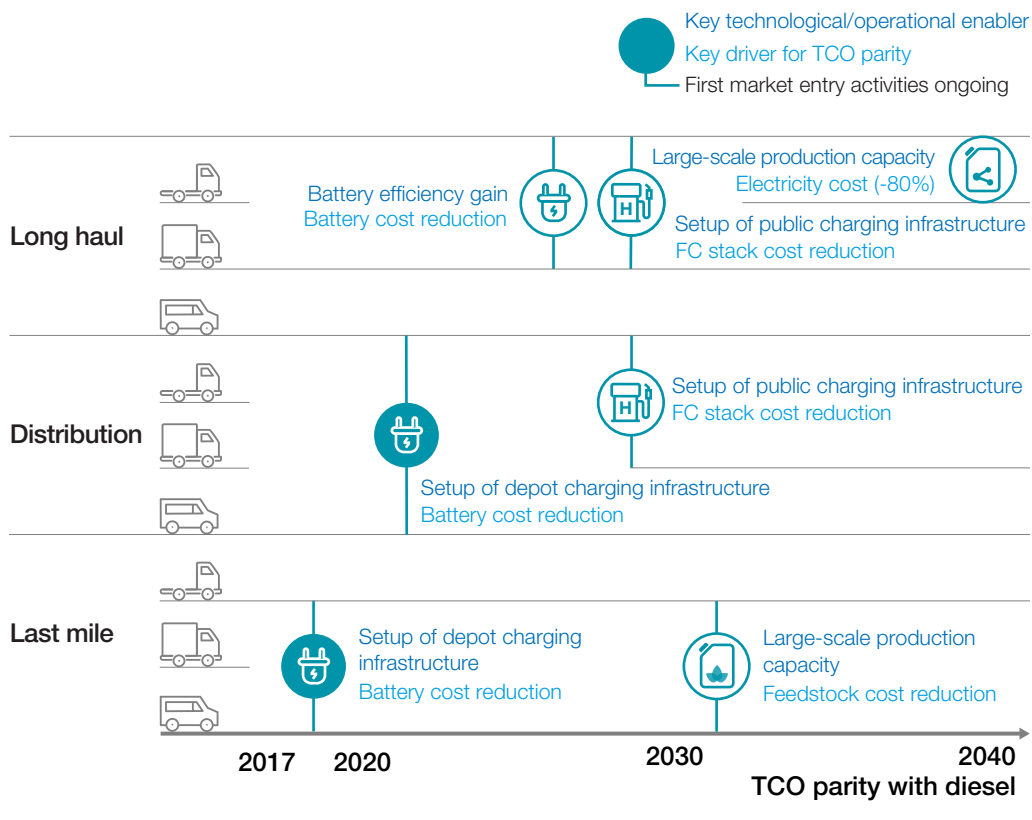 Key technological/operational enabler
Key driver for TCO parity
First market entry activities ongoing
Long haul
Battery efficiency gain
Battery cost reduction
H
Large-scale production capacity
Electricity cost (-80%)
Setup of public charging infrastructure
FC stack cost reduction
Distribution
Setup of depot charging infrastructure
Battery cost reduction
H
Setup of public charging infrastructure
FC stack cost reduction
Last mile
Setup of depot charging
infrastructure
Battery cost reduction
Large-scale production
capacity
Feedstock cost reduction
2017 2020 2030 2040
TCO parity with diesel